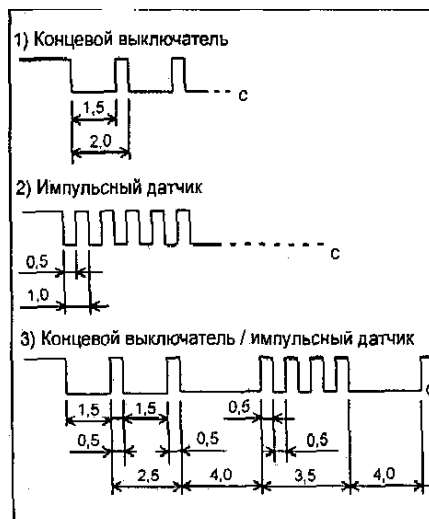 1) Концевой выключатель
с
1,5
2,0
2) Импульсный датчик
с
0,5
1,0
3) Концевой выключатель / импульсный датчик
с
1,5 1,5 0,5
0,5 0,5 0,5
2,5 4,0 3,5 4,0